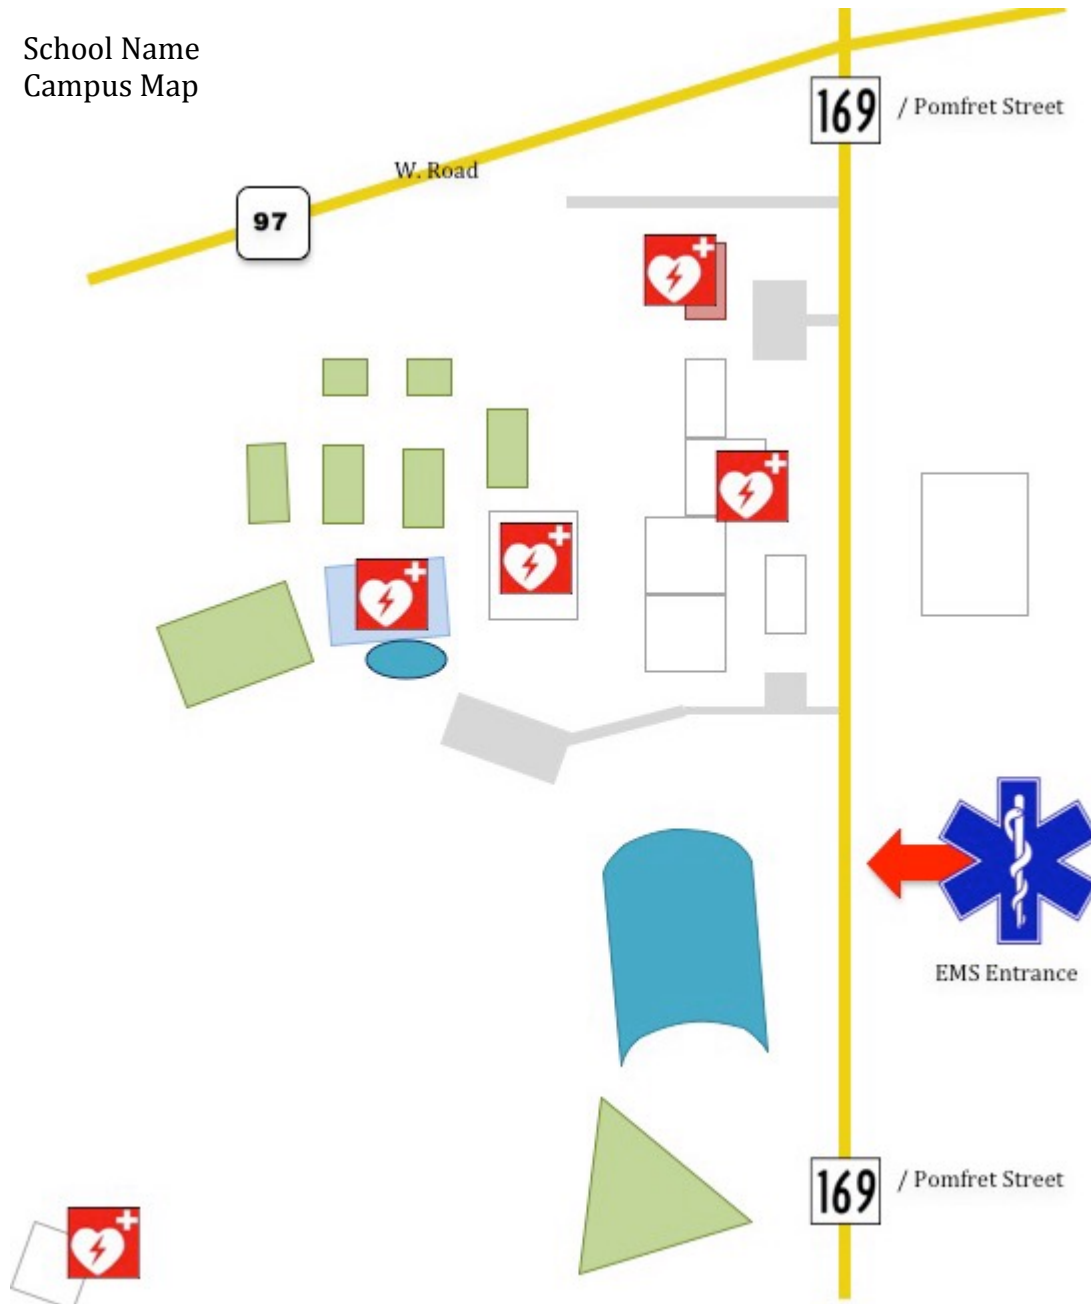 School Name
Campus Map
169 / Pomfret Street
W. Road
97
EMS Entrance
169 / Pomfret Street